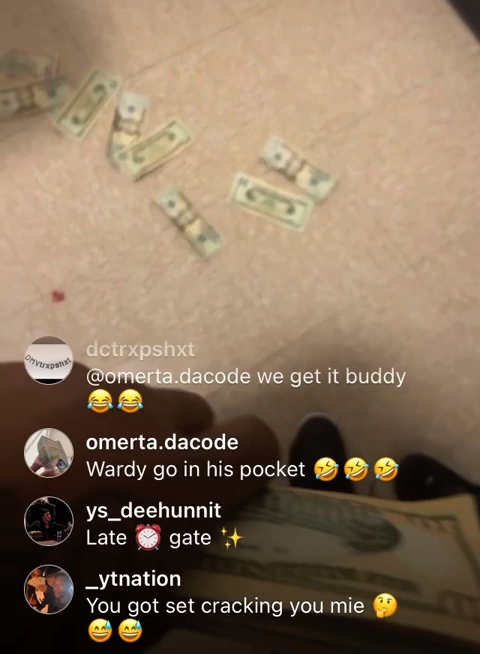 dctrxpshxt
@omerta.dacode we get it buddy
😂😂
omerta.dacode
Wardy go in his pocket 🤣🤣🤣
ys_deehunnit
Late ⏰ gate ✨
_ytnation
You got set cracking you mie 🤔
😅😅